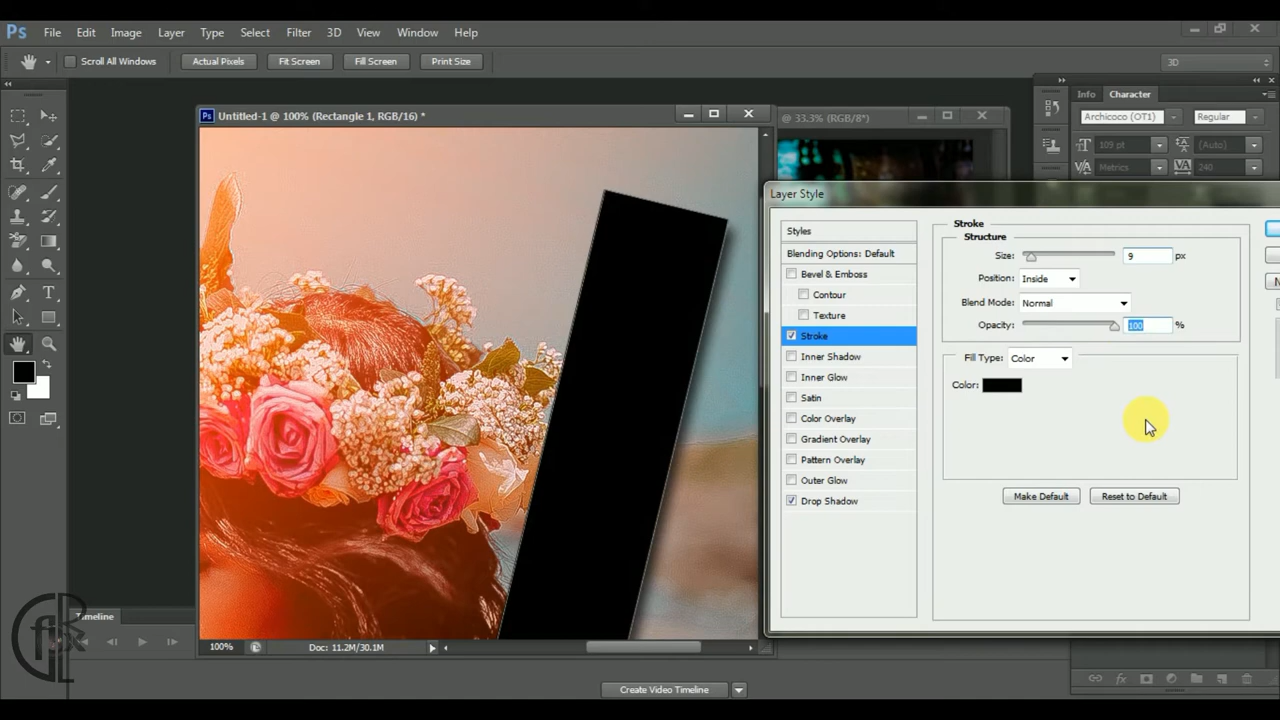 Ps File Edit Image Layer Type Select Filter 3D View Window Help
Scroll All Windows Actual Pixels Fit Screen Fill Screen Print Size 3D
Info Character
Untitled-1 @ 100% (Rectangle 1, RGB/16) *
@ 33.3% (RGB/8*)
Archicoco (OT1) Regular
109 pt (Auto)
Metrics 240
Layer Style
Styles
Blending Options: Default
Bevel & Emboss
Contour
Texture
Stroke
Inner Shadow
Inner Glow
Satin
Color Overlay
Gradient Overlay
Pattern Overlay
Outer Glow
Drop Shadow
Stroke
Structure
Size: 9 px
Position: Inside
Blend Mode: Normal
Opacity: 100 %
Fill Type: Color
Color:
Make Default Reset to Default
N
Timeline
100% Doc: 11.2M/30.1M
Create Video Timeline